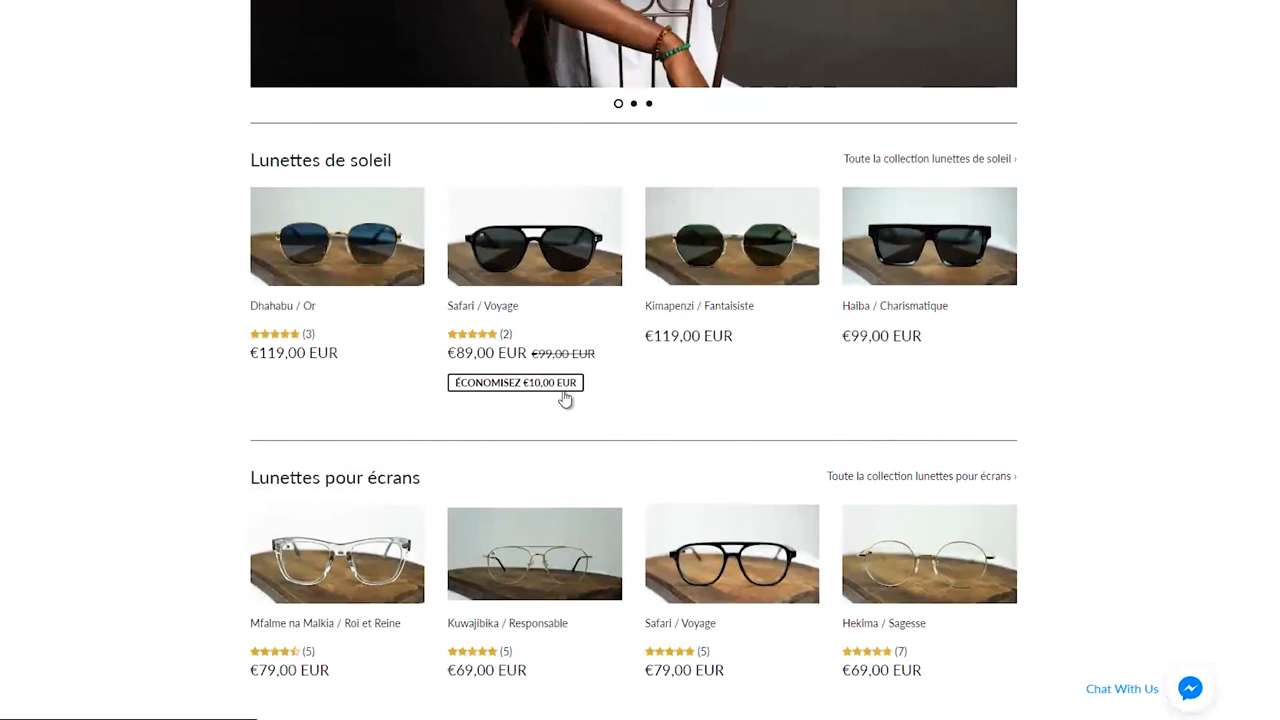 Lunettes de soleil
Toute la collection lunettes de soleil ›
Dhahabu / Or
(3)
€119,00 EUR
Safari / Voyage
(2)
€89,00 EUR €99,00 EUR
ÉCONOMISEZ €10,00 EUR
Kimapenzi / Fantaisiste
€119,00 EUR
Haiba / Charismatique
€99,00 EUR
Lunettes pour écrans
Toute la collection lunettes pour écrans ›
Mfalme na Malkia / Roi et Reine
(5)
€79,00 EUR
Kuwajibika / Responsable
(5)
€69,00 EUR
Safari / Voyage
(5)
€79,00 EUR
Hekima / Sagesse
(7)
€69,00 EUR
Chat With Us